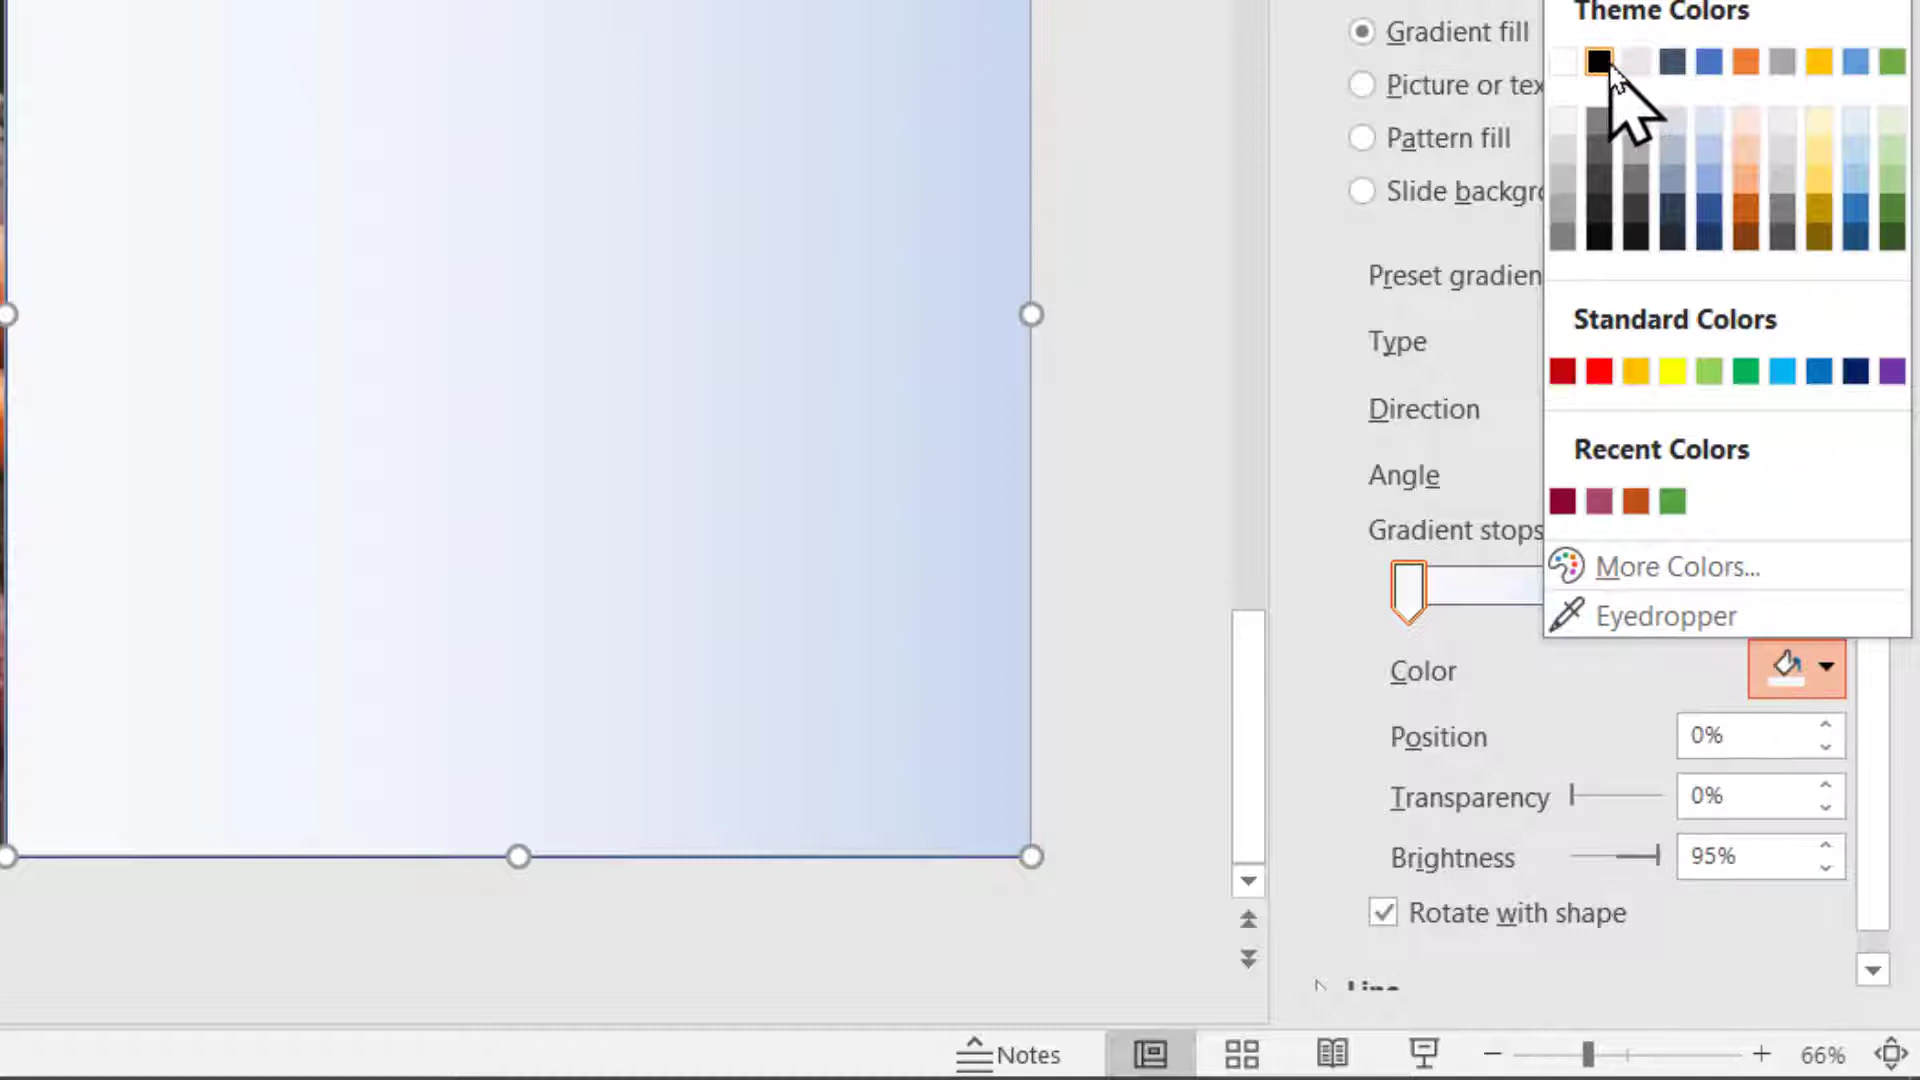 Theme Colors
Gradient fill
Picture or tex
Pattern fill
Slide backgro
Preset gradien
Standard Colors
Type
Direction
Recent Colors
Angle
Gradient stops
More Colors...
Eyedropper
Color
Position 0%
Transparency 0%
Brightness 95%
Rotate with shape
Line
Notes
66%